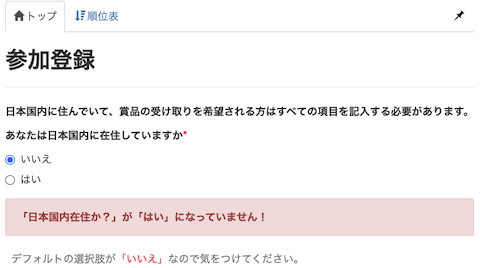 トップ 順位表
参加登録
日本国内に住んでいて、賞品の受け取りを希望される方はすべての項目を記入する必要があります。
あなたは日本国内に在住していますか*
いいえ
はい
「日本国内在住か？」が「はい」になっていません！
デフォルトの選択肢が「いいえ」なので気をつけてください。